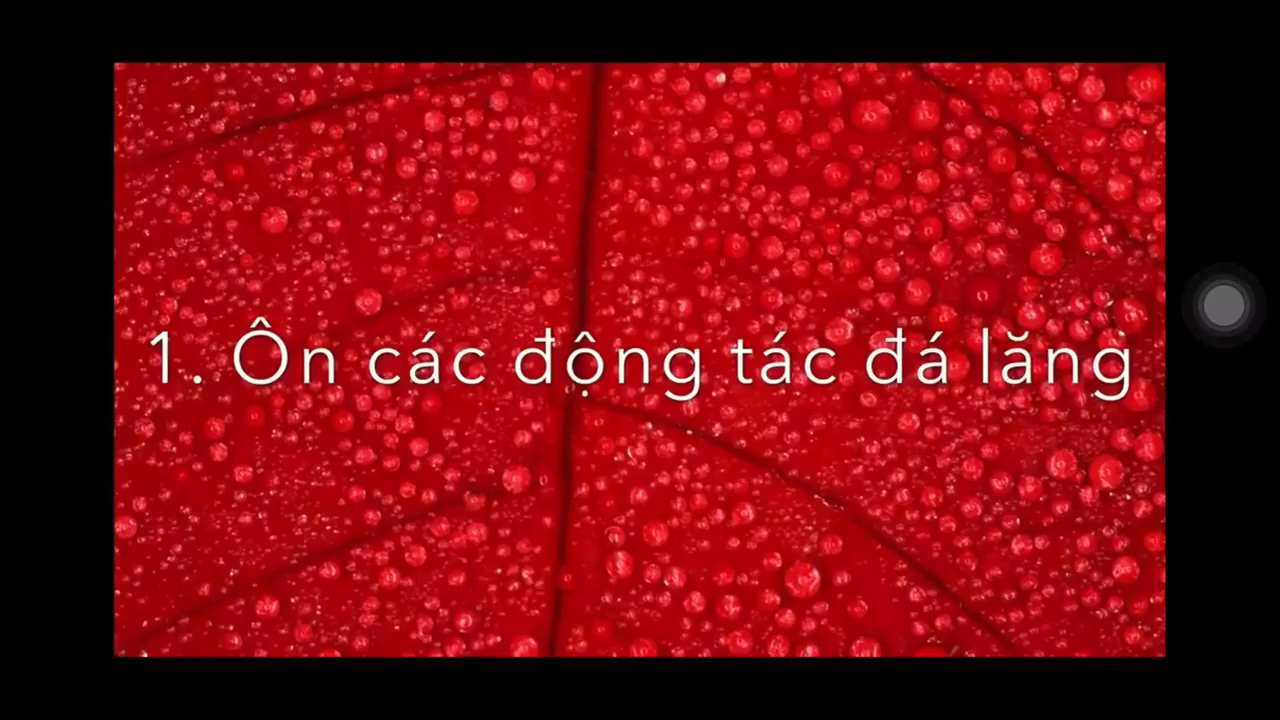 1. Ôn các động tác đá lăng